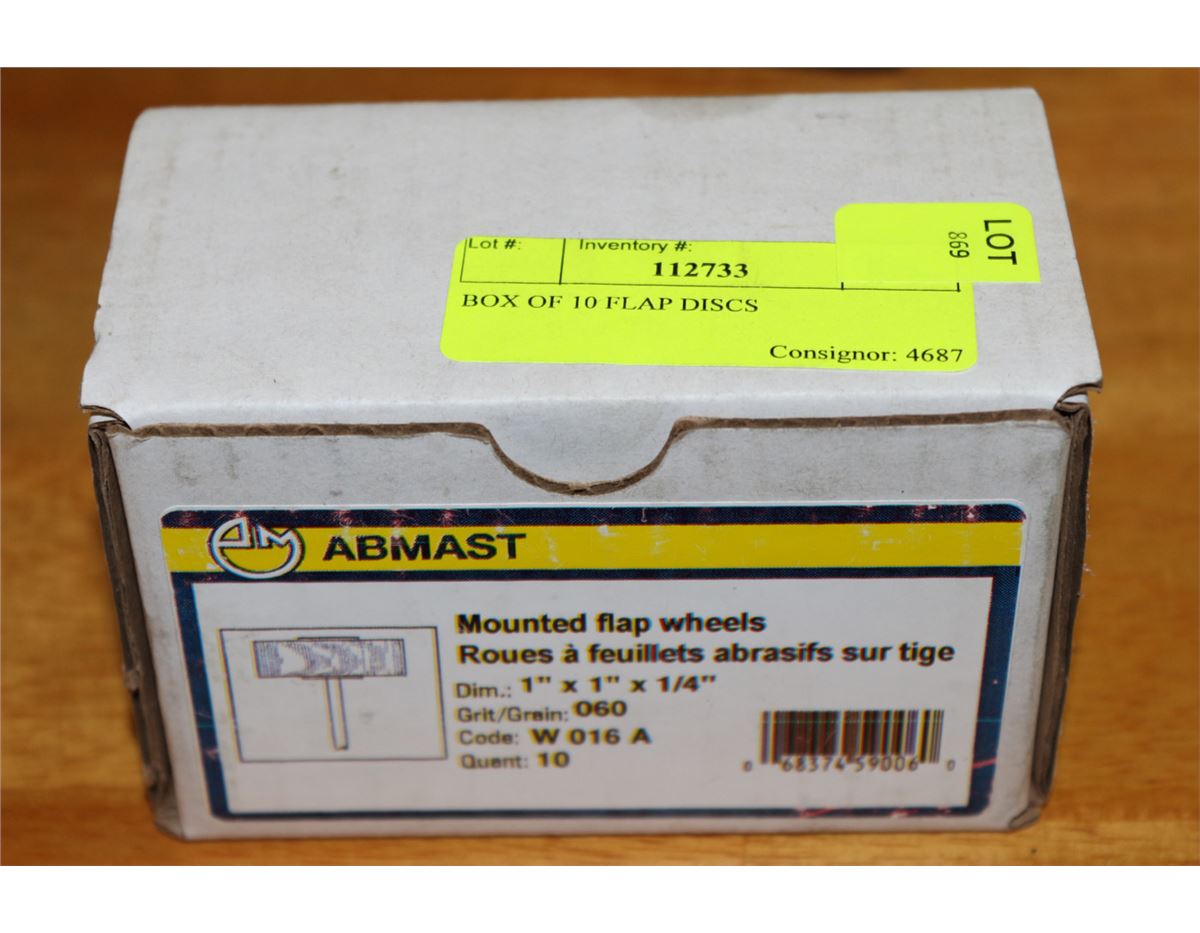 Lot #:
Inventory #:
112733
LOT
869
BOX OF 10 FLAP DISCS
Consignor: 4687
ABMAST
Mounted flap wheels
Roues à feuillets abrasifs sur tige
Dim.: 1" x 1" x 1/4"
Grit/Grain: 060
Code: W 016 A
Quant: 10
0 68374 59006 0